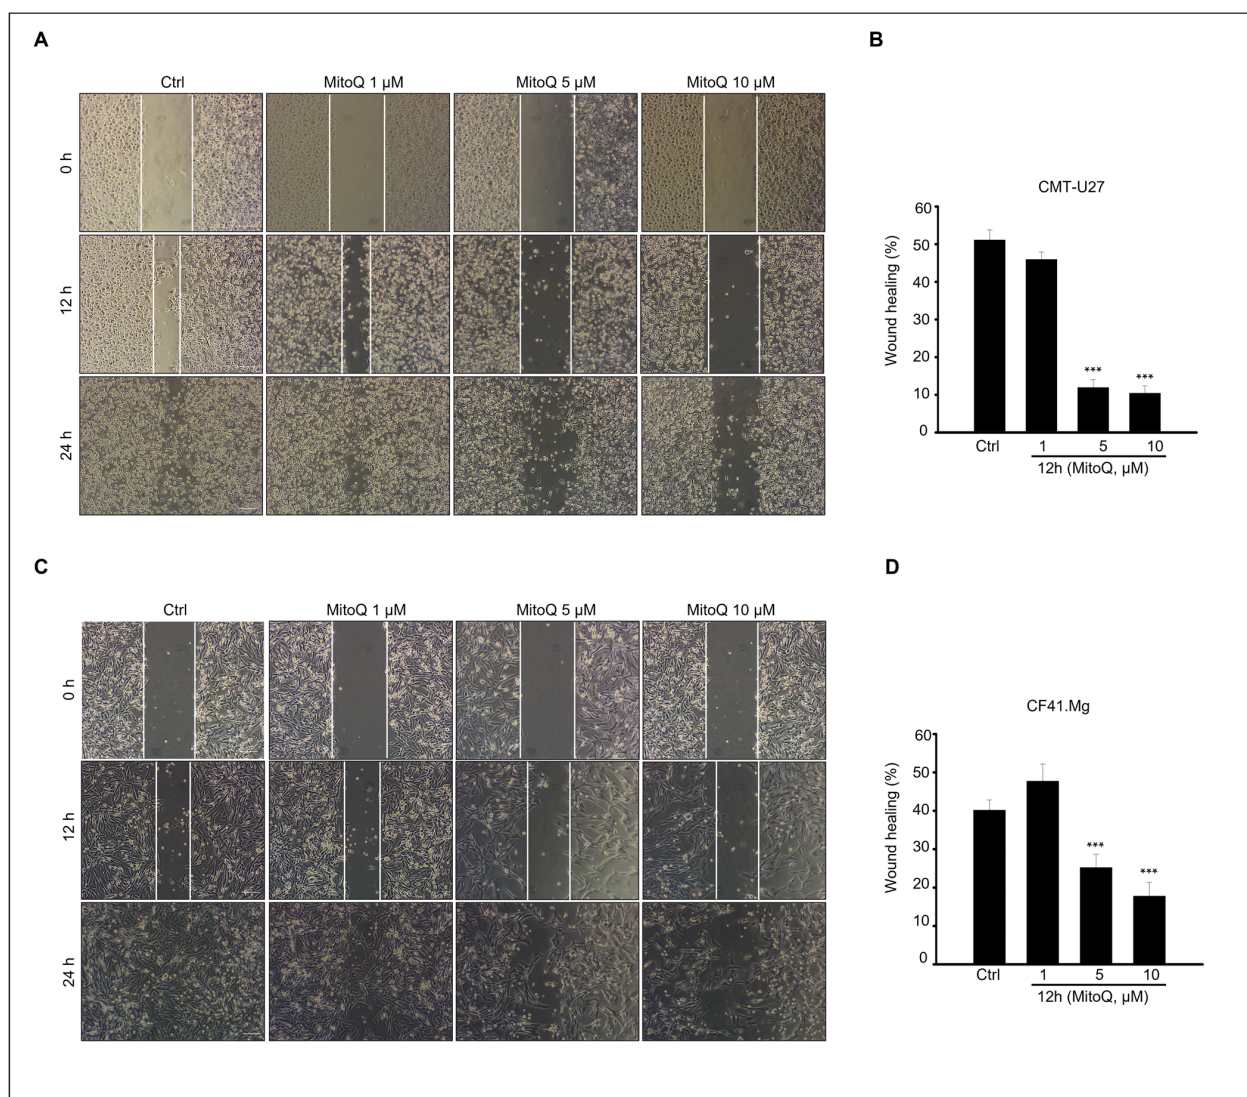 A
Ctrl MitoQ 1 µM MitoQ 5 µM MitoQ 10 µM
0 h
12 h
24 h
B
CMT-U27
Wound healing (%)
60
50
40
30
20
10
0
*** ***
Ctrl 1 5 10
12h (MitoQ, µM)
C
Ctrl MitoQ 1 µM MitoQ 5 µM MitoQ 10 µM
0 h
12 h
24 h
D
CF41.Mg
Wound healing (%)
60
50
40
30
20
10
0
***
***
Ctrl 1 5 10
12h (MitoQ, µM)